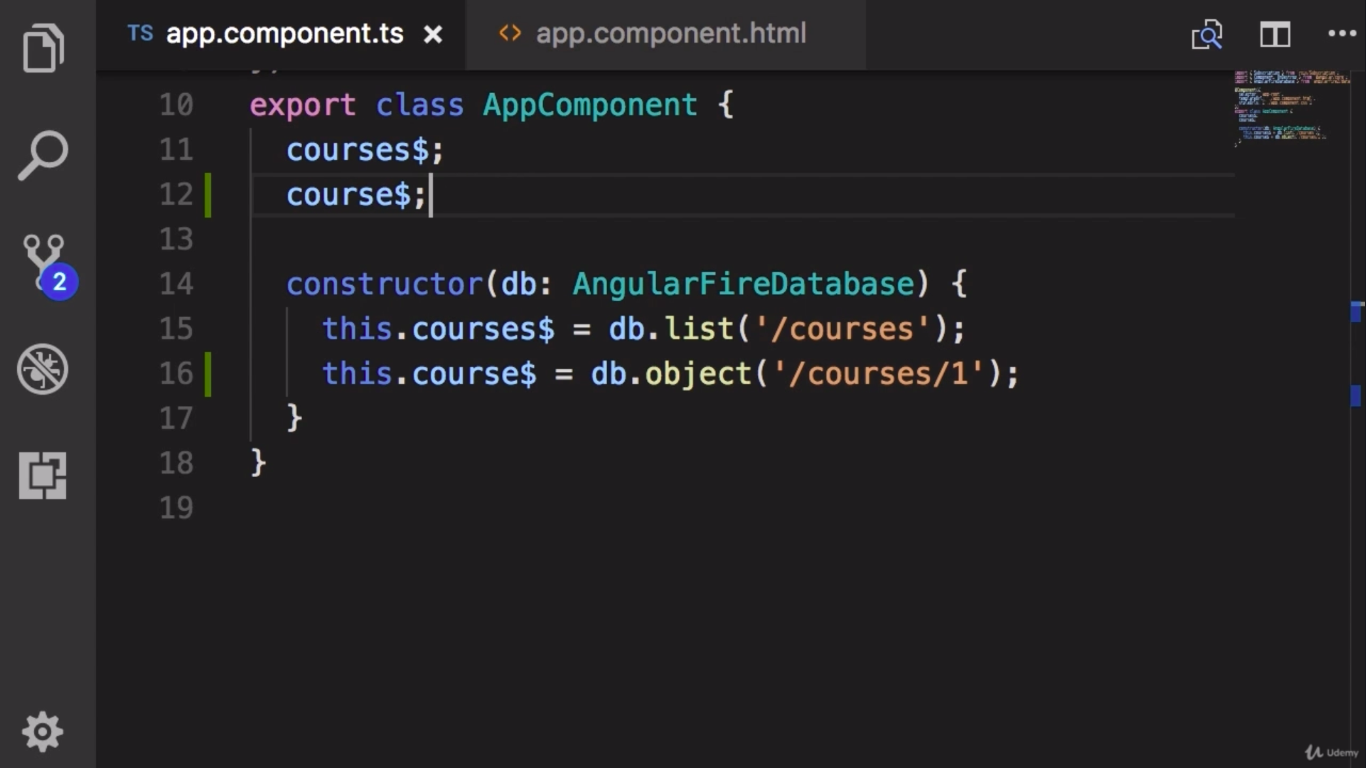 TS app.component.ts × <> app.component.html
10 export class AppComponent {
11 courses$;
12 course$;
13
14 constructor(db: AngularFireDatabase) {
15 this.courses$ = db.list('/courses');
16 this.course$ = db.object('/courses/1');
17 }
18 }
19
2
Udemy